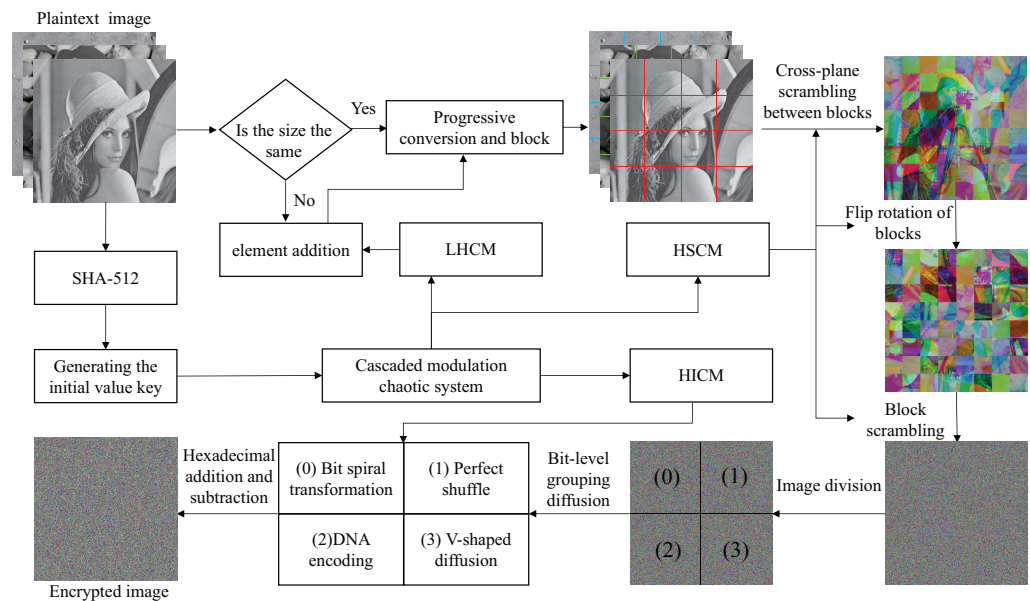 Plaintext image
Is the size the
same
Yes
No
Progressive
conversion and block
Cross-plane
scrambling
between blocks
element addition
LHCM
HSCM
Flip rotation of
blocks
SHA-512
Generating the
initial value key
Cascaded modulation
chaotic system
HICM
Block
scrambling
Hexadecimal
addition and
subtraction
(0) Bit spiral
transformation
(1) Perfect
shuffle
(2)DNA
encoding
(3) V-shaped
diffusion
Bit-level
grouping
diffusion
(0)
(1)
(2)
(3)
Image division
Encrypted image